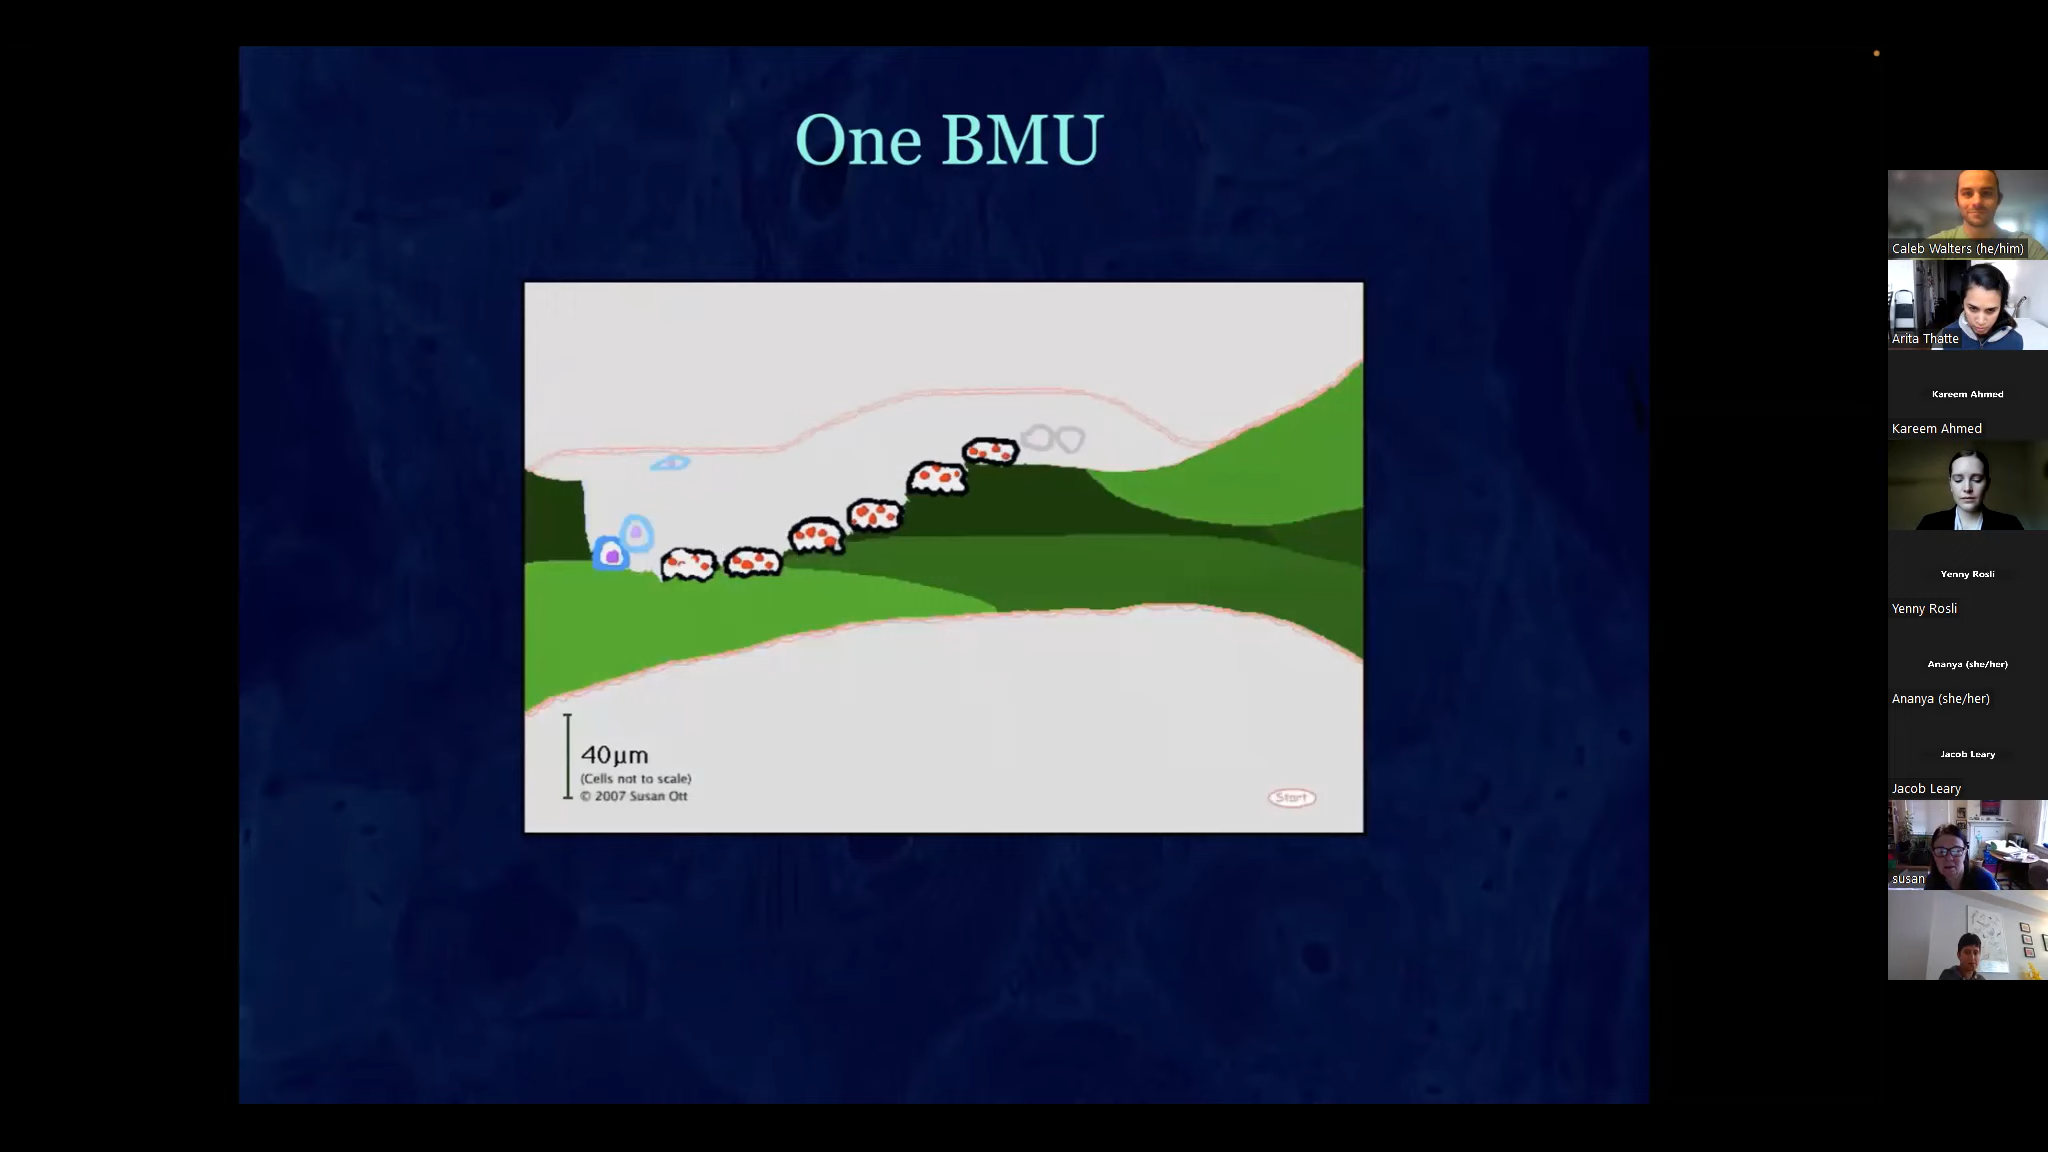 One BMU
40µm
(Cells not to scale)
© 2007 Susan Ott
Start
Caleb Walters (he/him)
Arita Thatte
Kareem Ahmed
Kareem Ahmed
Yenny Rosli
Yenny Rosli
Ananya (she/her)
Ananya (she/her)
Jacob Leary
Jacob Leary
susan